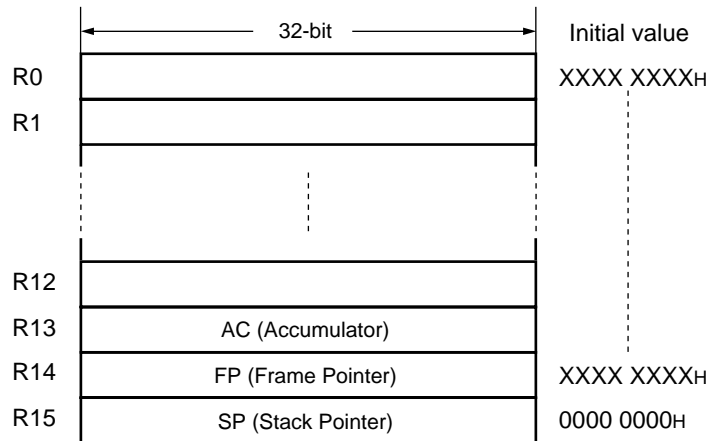 32-bit Initial value
R0 XXXX XXXXH
R1
R12
R13 AC (Accumulator)
R14 FP (Frame Pointer) XXXX XXXXH
R15 SP (Stack Pointer) 0000 0000H